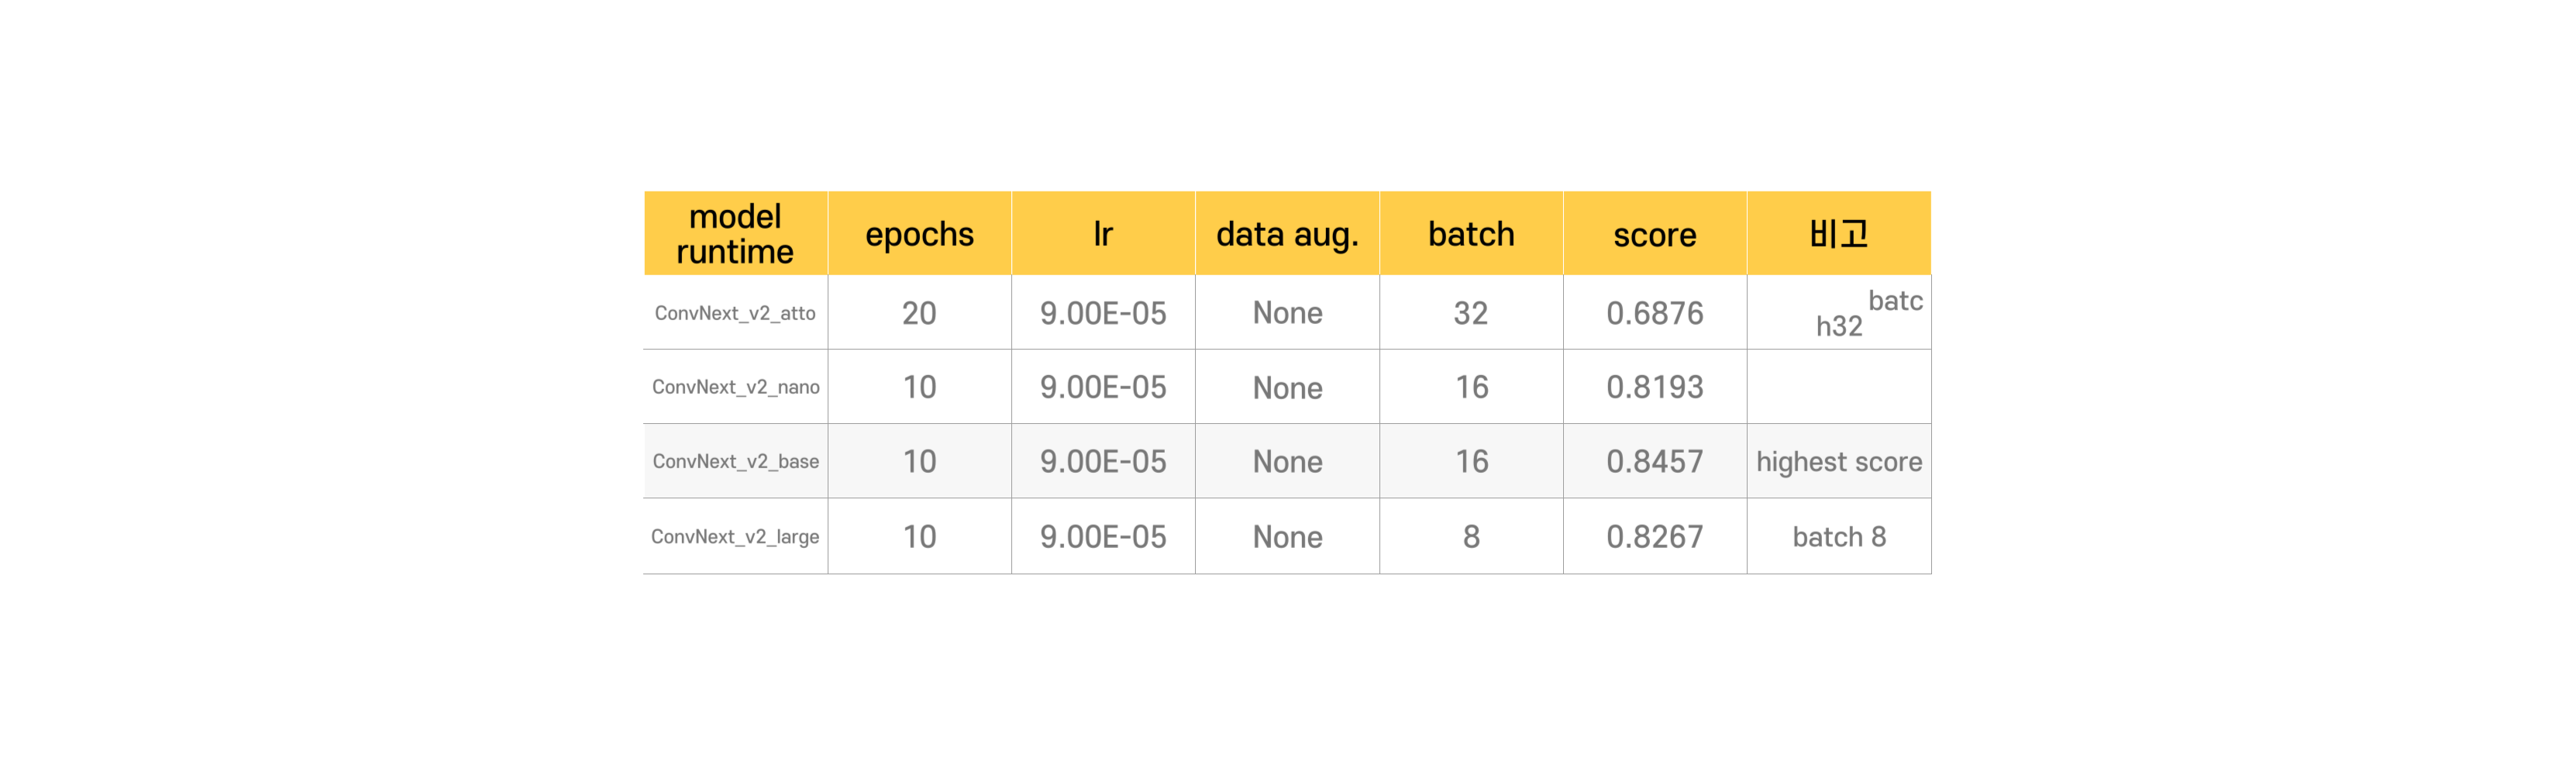 model runtime epochs lr data aug. batch score 비고
ConvNext_v2_atto 20 9.00E-05 None 32 0.6876 batc
h32
ConvNext_v2_nano 10 9.00E-05 None 16 0.8193
ConvNext_v2_base 10 9.00E-05 None 16 0.8457 highest score
ConvNext_v2_large 10 9.00E-05 None 8 0.8267 batch 8